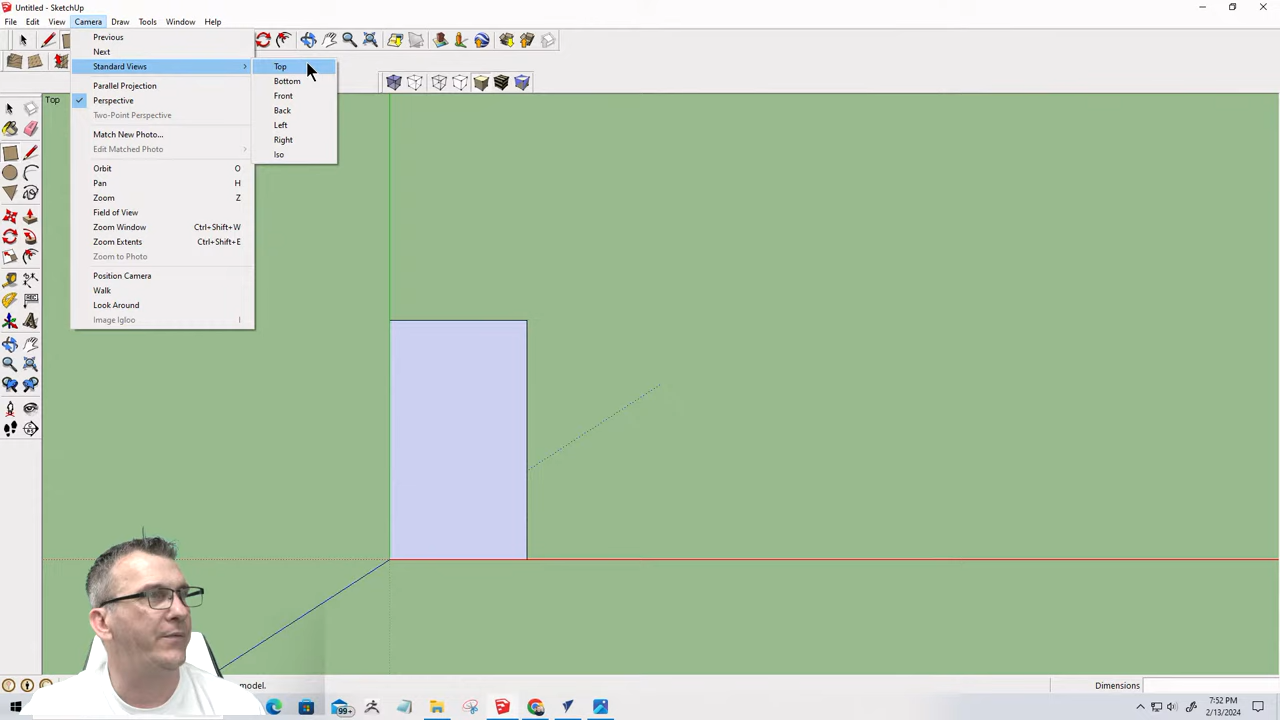 Untitled - SketchUp
File Edit View Camera Draw Tools Window Help
Previous
Next
Standard Views
Parallel Projection
Perspective
Two-Point Perspective
Match New Photo...
Edit Matched Photo
Orbit O
Pan H
Zoom Z
Field of View
Zoom Window Ctrl+Shift+W
Zoom Extents Ctrl+Shift+E
Zoom to Photo
Position Camera
Walk
Look Around
Image Igloo I
Top
Bottom
Front
Back
Left
Right
Iso
Top
model.
Dimensions
99+
7:52 PM
2/13/2024